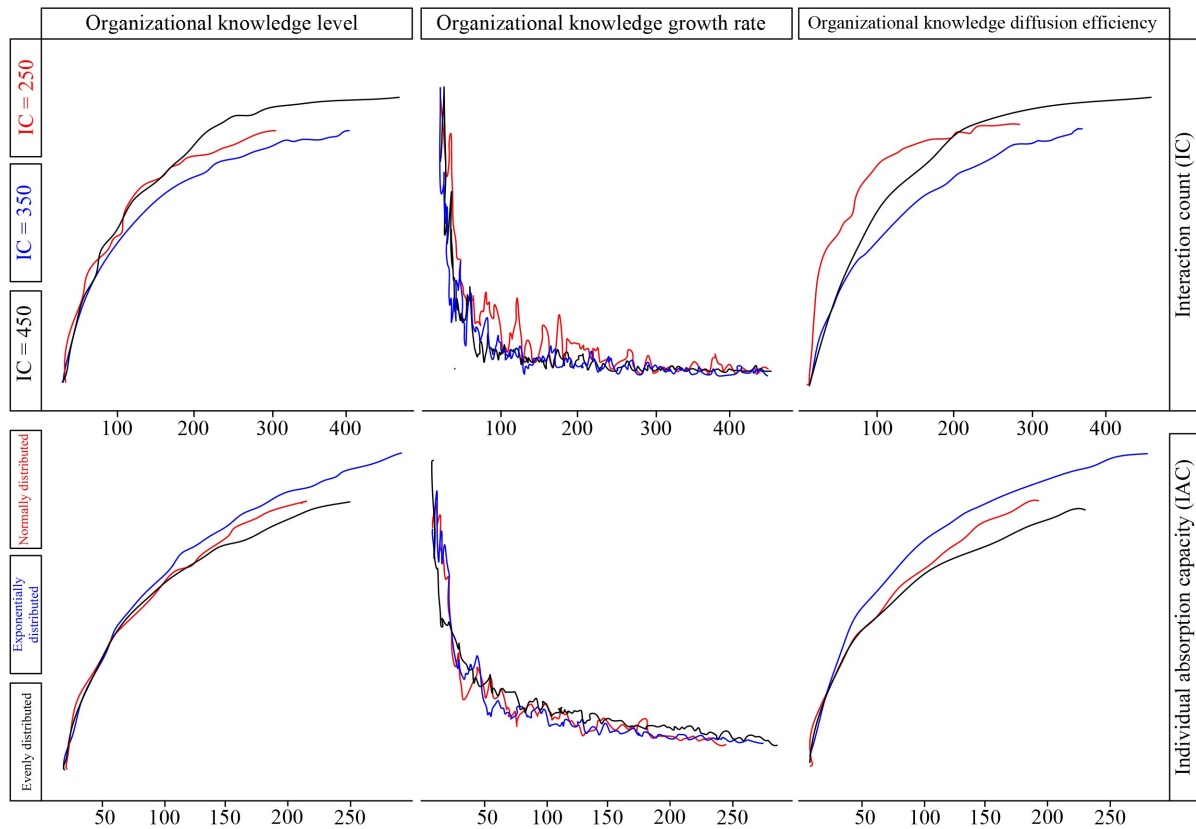 Organizational knowledge level
Organizational knowledge growth rate
Organizational knowledge diffusion efficiency
IC = 250
IC = 350
IC = 450
Interaction count (IC)
100 200 300 400
100 200 300 400
100 200 300 400
Normally distributed
Exponentially
distributed
Evenly distributed
Individual absorption capacity (IAC)
50 100 150 200 250
50 100 150 200 250
50 100 150 200 250